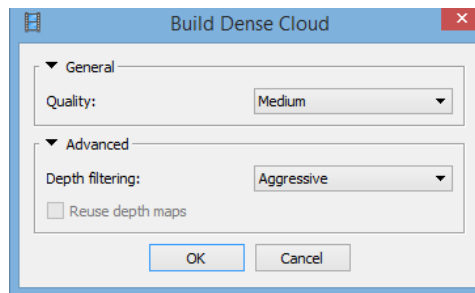 Build Dense Cloud
General
Quality: Medium
Advanced
Depth filtering: Aggressive
Reuse depth maps
OK Cancel